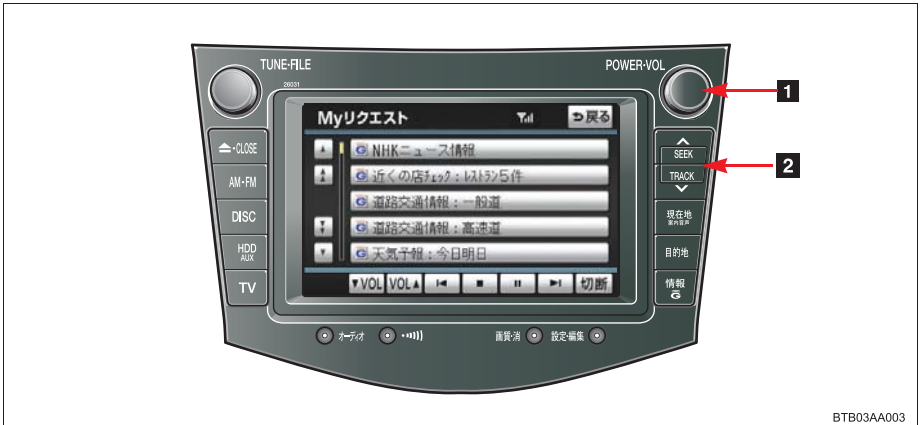 TUNE・FILE
POWER・VOL
26031
1
Myリクエスト
戻る
⏏・CLOSE
NHKニュース情報
SEEK
2
AM・FM
近くの店チェック：レストラン5件
TRACK
道路交通情報：一般道
DISC
現在地
案内音声
道路交通情報：高速道
HDD
AUX
目的地
天気予報：今日明日
TV
▼VOL VOL▲ 切断
情報
G
オーディオ
画質・消
設定・編集
BTB03AA003